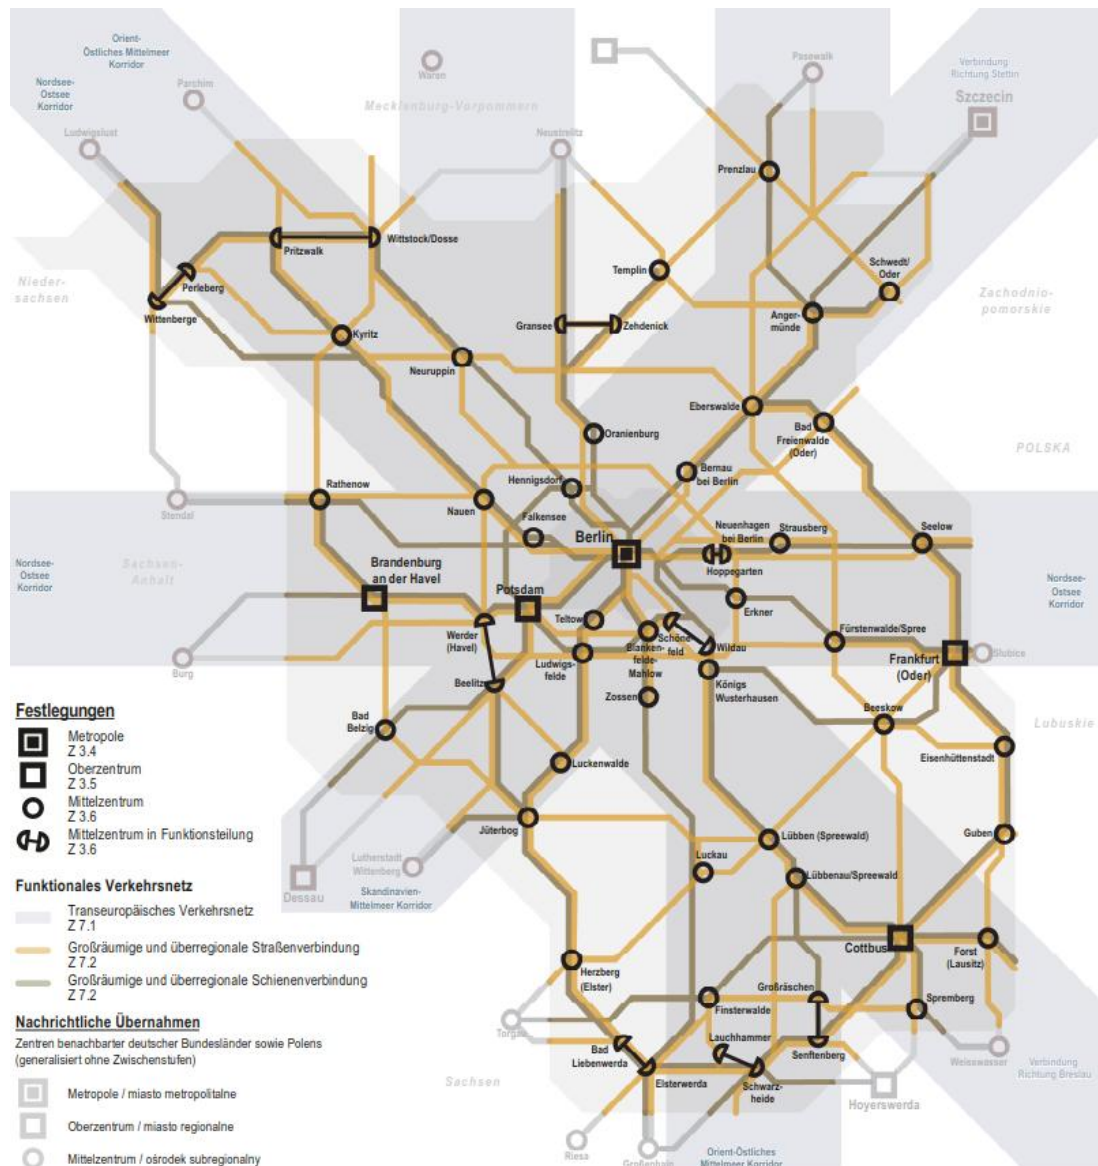 Orient-
Östliches Mittelmeer
Korridor
Nordsee-
Ostsee
Korridor
Parchim
Waren
Pasewalk
Verbindung
Richtung Stettin
Szczecin
Mecklenburg-Vorpommern
Ludwigslust
Neustrelitz
Prenzlau
Pritzwalk
Wittstock/Dosse
Templin
Schwedt/
Oder
Nieder-
sachsen
Perleberg
Wittenberge
Zachodnio-
pomorskie
Gransee
Zehdenick
Anger-
münde
Kyritz
Neuruppin
Eberswalde
Bad
Freienwalde
(Oder)
Oranienburg
POLSKA
Bernau
bei Berlin
Rathenow
Hennigsdorf
Nauen
Falkensee
Stendal
Neuenhagen
bei Berlin
Strausberg
Seelow
Berlin
Hoppegarten
Nordsee-
Ostsee
Korridor
Sachsen-
Anhalt
Brandenburg
an der Havel
Potsdam
Nordsee-
Ostsee
Korridor
Erkner
Teltow
Werder
(Havel)
Schöne-
feld
Wildau
Fürstenwalde/Spree
Burg
Ludwigs-
felde
Blanken-
felde-
Mahlow
Frankfurt
(Oder)
Słubice
Beelitz
Königs
Wusterhausen
Zossen
Beeskow
Bad
Belzig
Lubuskie
Luckenwalde
Eisenhüttenstadt
Jüterbog
Lübben (Spreewald)
Guben
Luckau
Lübbenau/Spreewald
Lutherstadt
Wittenberg
Dessau
Skandinavien-
Mittelmeer Korridor
Cottbus
Forst
(Lausitz)
Herzberg
(Elster)
Großräschen
Finsterwalde
Spremberg
Torgau
Lauchhammer
Bad
Liebenwerda
Senftenberg
Weisswasser
Elsterwerda
Schwarz-
heide
Verbindung
Richtung Breslau
Sachsen
Hoyerswerda
Riesa
Großenhain
Orient-Östliches
Mittelmeer Korridor
Festlegungen
Metropole
Z 3.4
Oberzentrum
Z 3.5
Mittelzentrum
Z 3.6
Mittelzentrum in Funktionsteilung
Z 3.6
Funktionales Verkehrsnetz
Transeuropäisches Verkehrsnetz
Z 7.1
Großräumige und überregionale Straßenverbindung
Z 7.2
Großräumige und überregionale Schienenverbindung
Z 7.2
Nachrichtliche Übernahmen
Zentren benachbarter deutscher Bundesländer sowie Polens
(generalisiert ohne Zwischenstufen)
Metropole / miasto metropolitalne
Oberzentrum / miasto regionalne
Mittelzentrum / ośrodek subregionalny